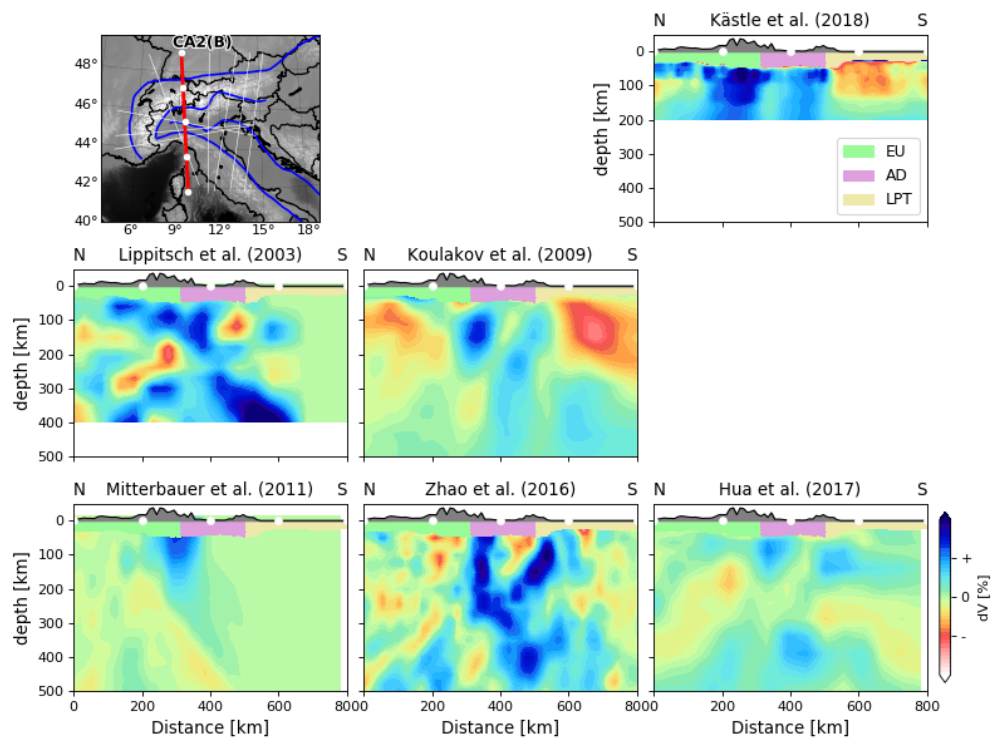 CA2(B)
48°
46°
44°
42°
40°
6° 9° 12° 15° 18°
N Kästle et al. (2018) S
0
100
200
300
400
500
depth [km]
EU
AD
LPT
N Lippitsch et al. (2003) S
0
100
200
300
400
500
depth [km]
N Koulakov et al. (2009) S
N Mitterbauer et al. (2011) S
0
100
200
300
400
500
depth [km]
0 200 400 600 800
Distance [km]
N Zhao et al. (2016) S
0 200 400 600 800
Distance [km]
N Hua et al. (2017) S
0 200 400 600 800
Distance [km]
+
0
-
dV [%]